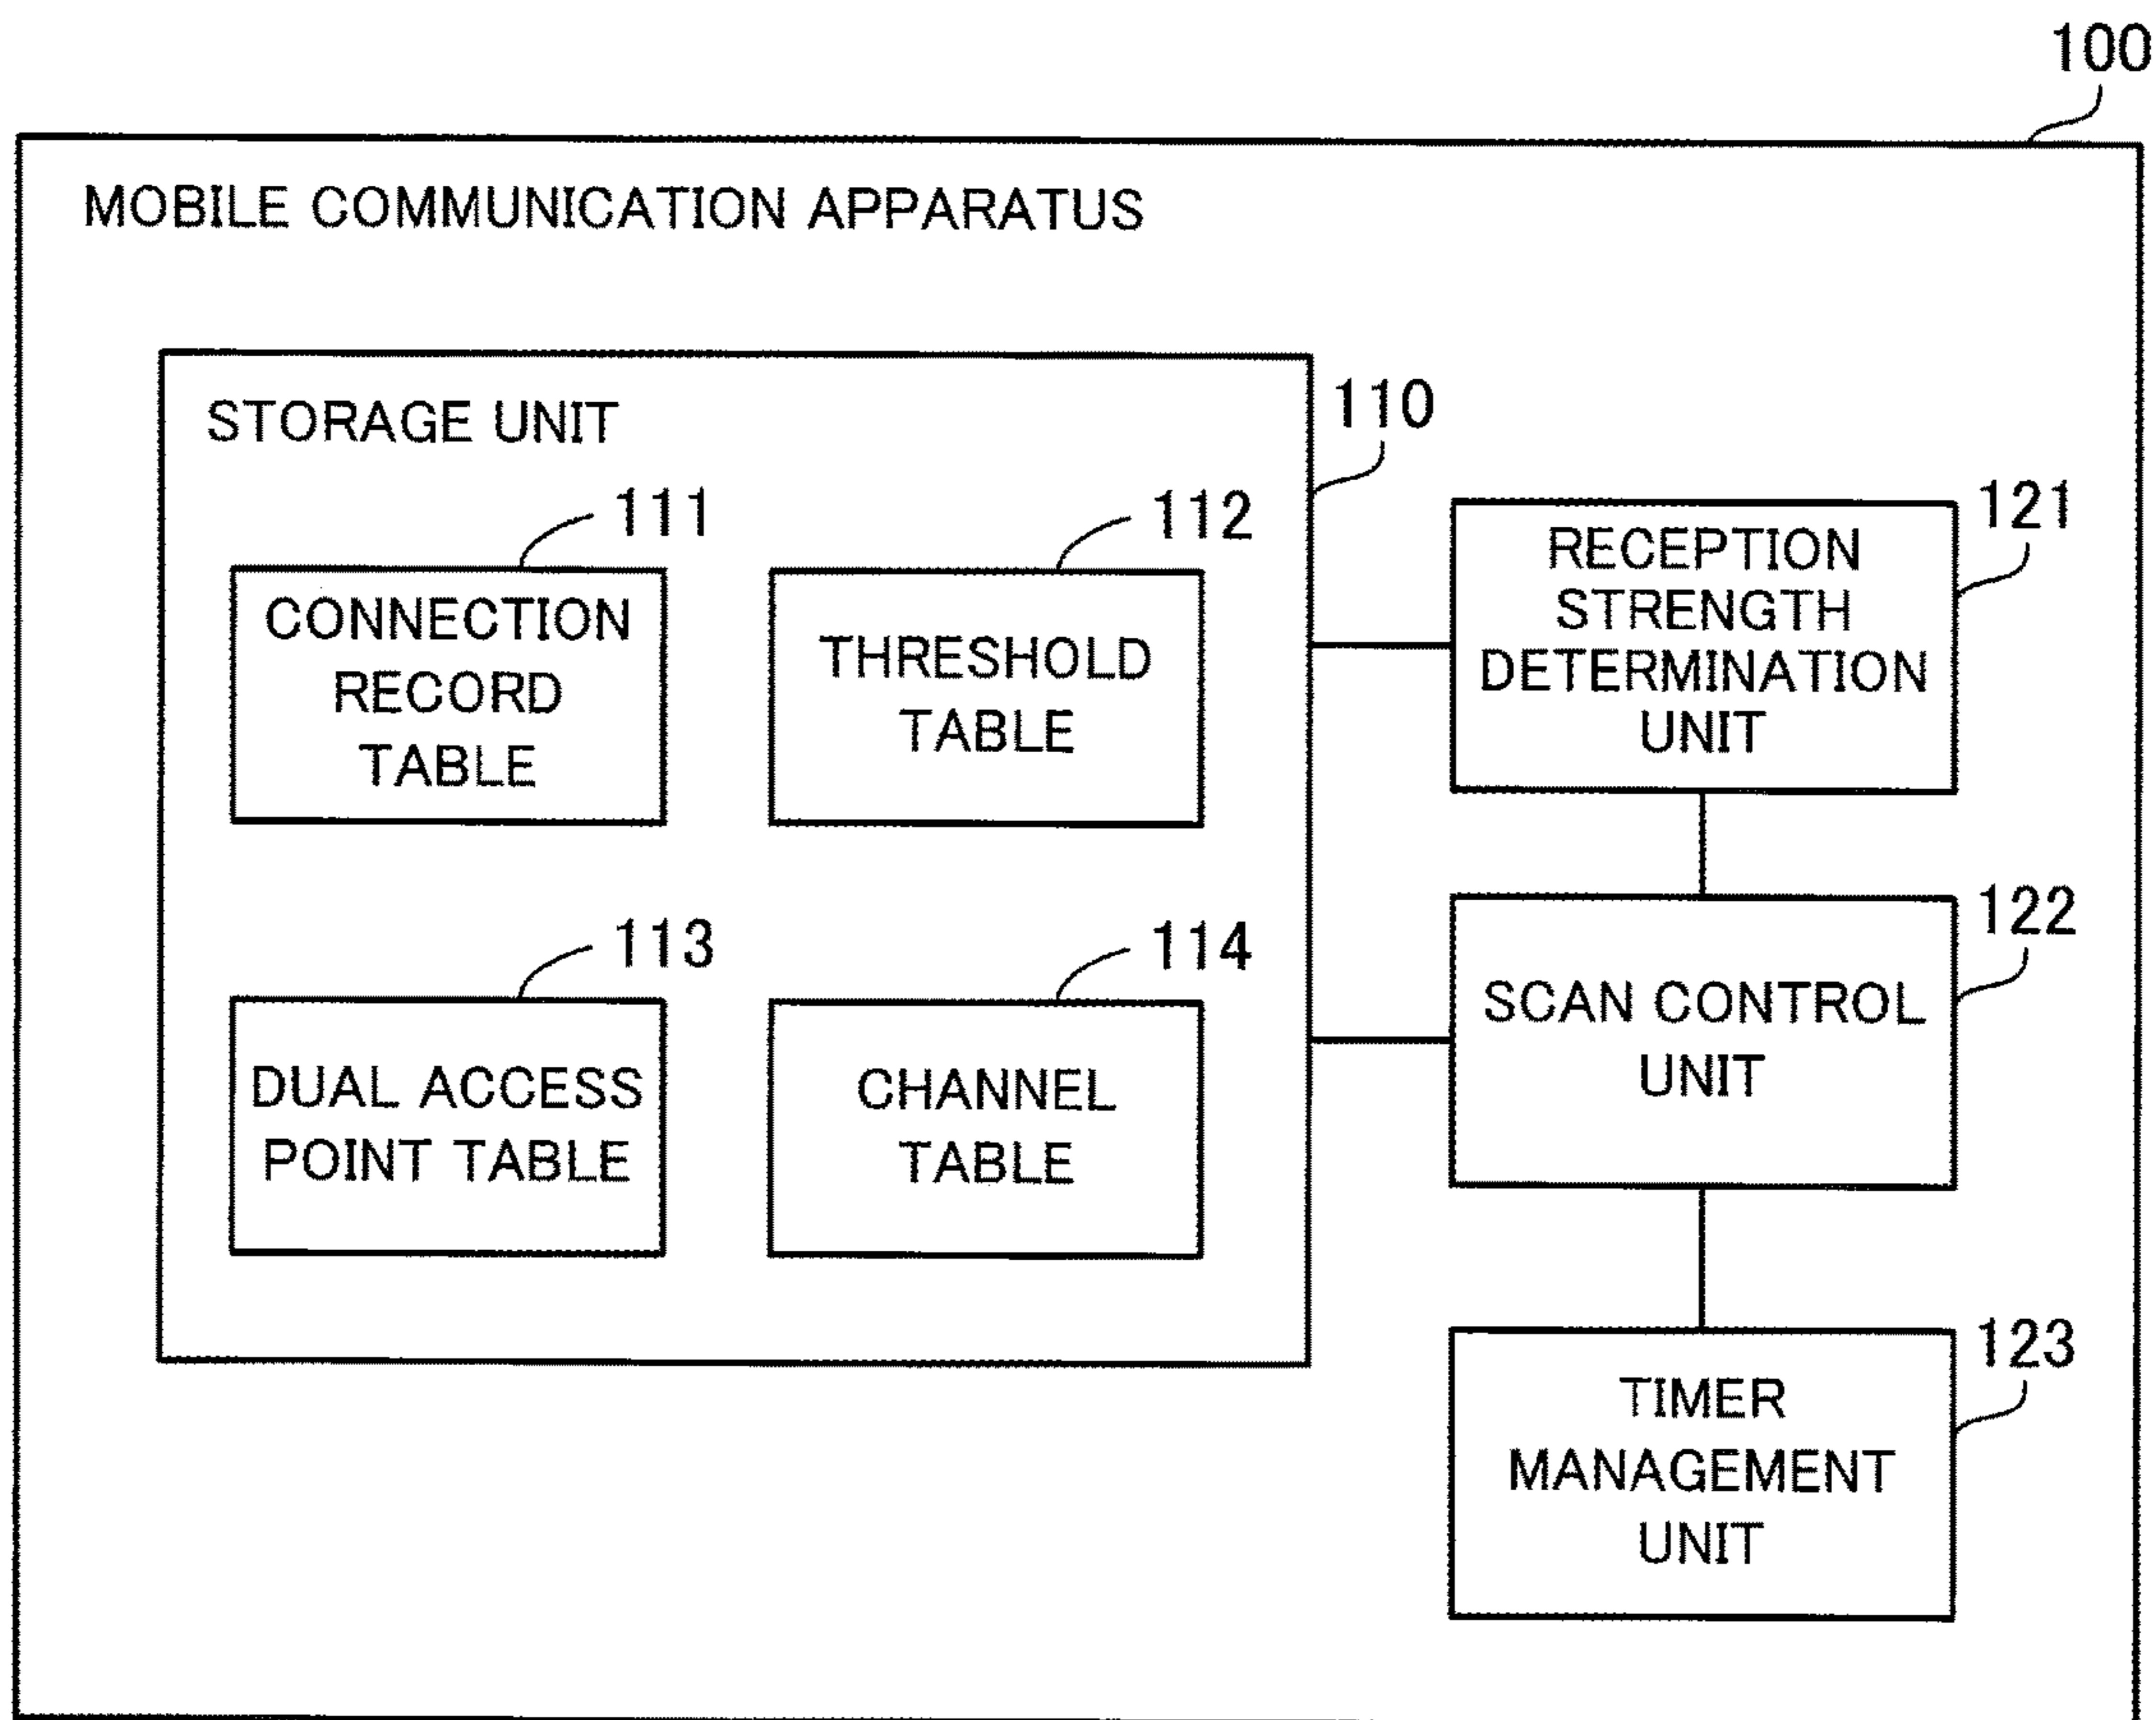 100
MOBILE COMMUNICATION APPARATUS
STORAGE UNIT
110
111
CONNECTION
RECORD
TABLE
112
THRESHOLD
TABLE
113
DUAL ACCESS
POINT TABLE
114
CHANNEL
TABLE
121
RECEPTION
STRENGTH
DETERMINATION
UNIT
122
SCAN CONTROL
UNIT
123
TIMER
MANAGEMENT
UNIT